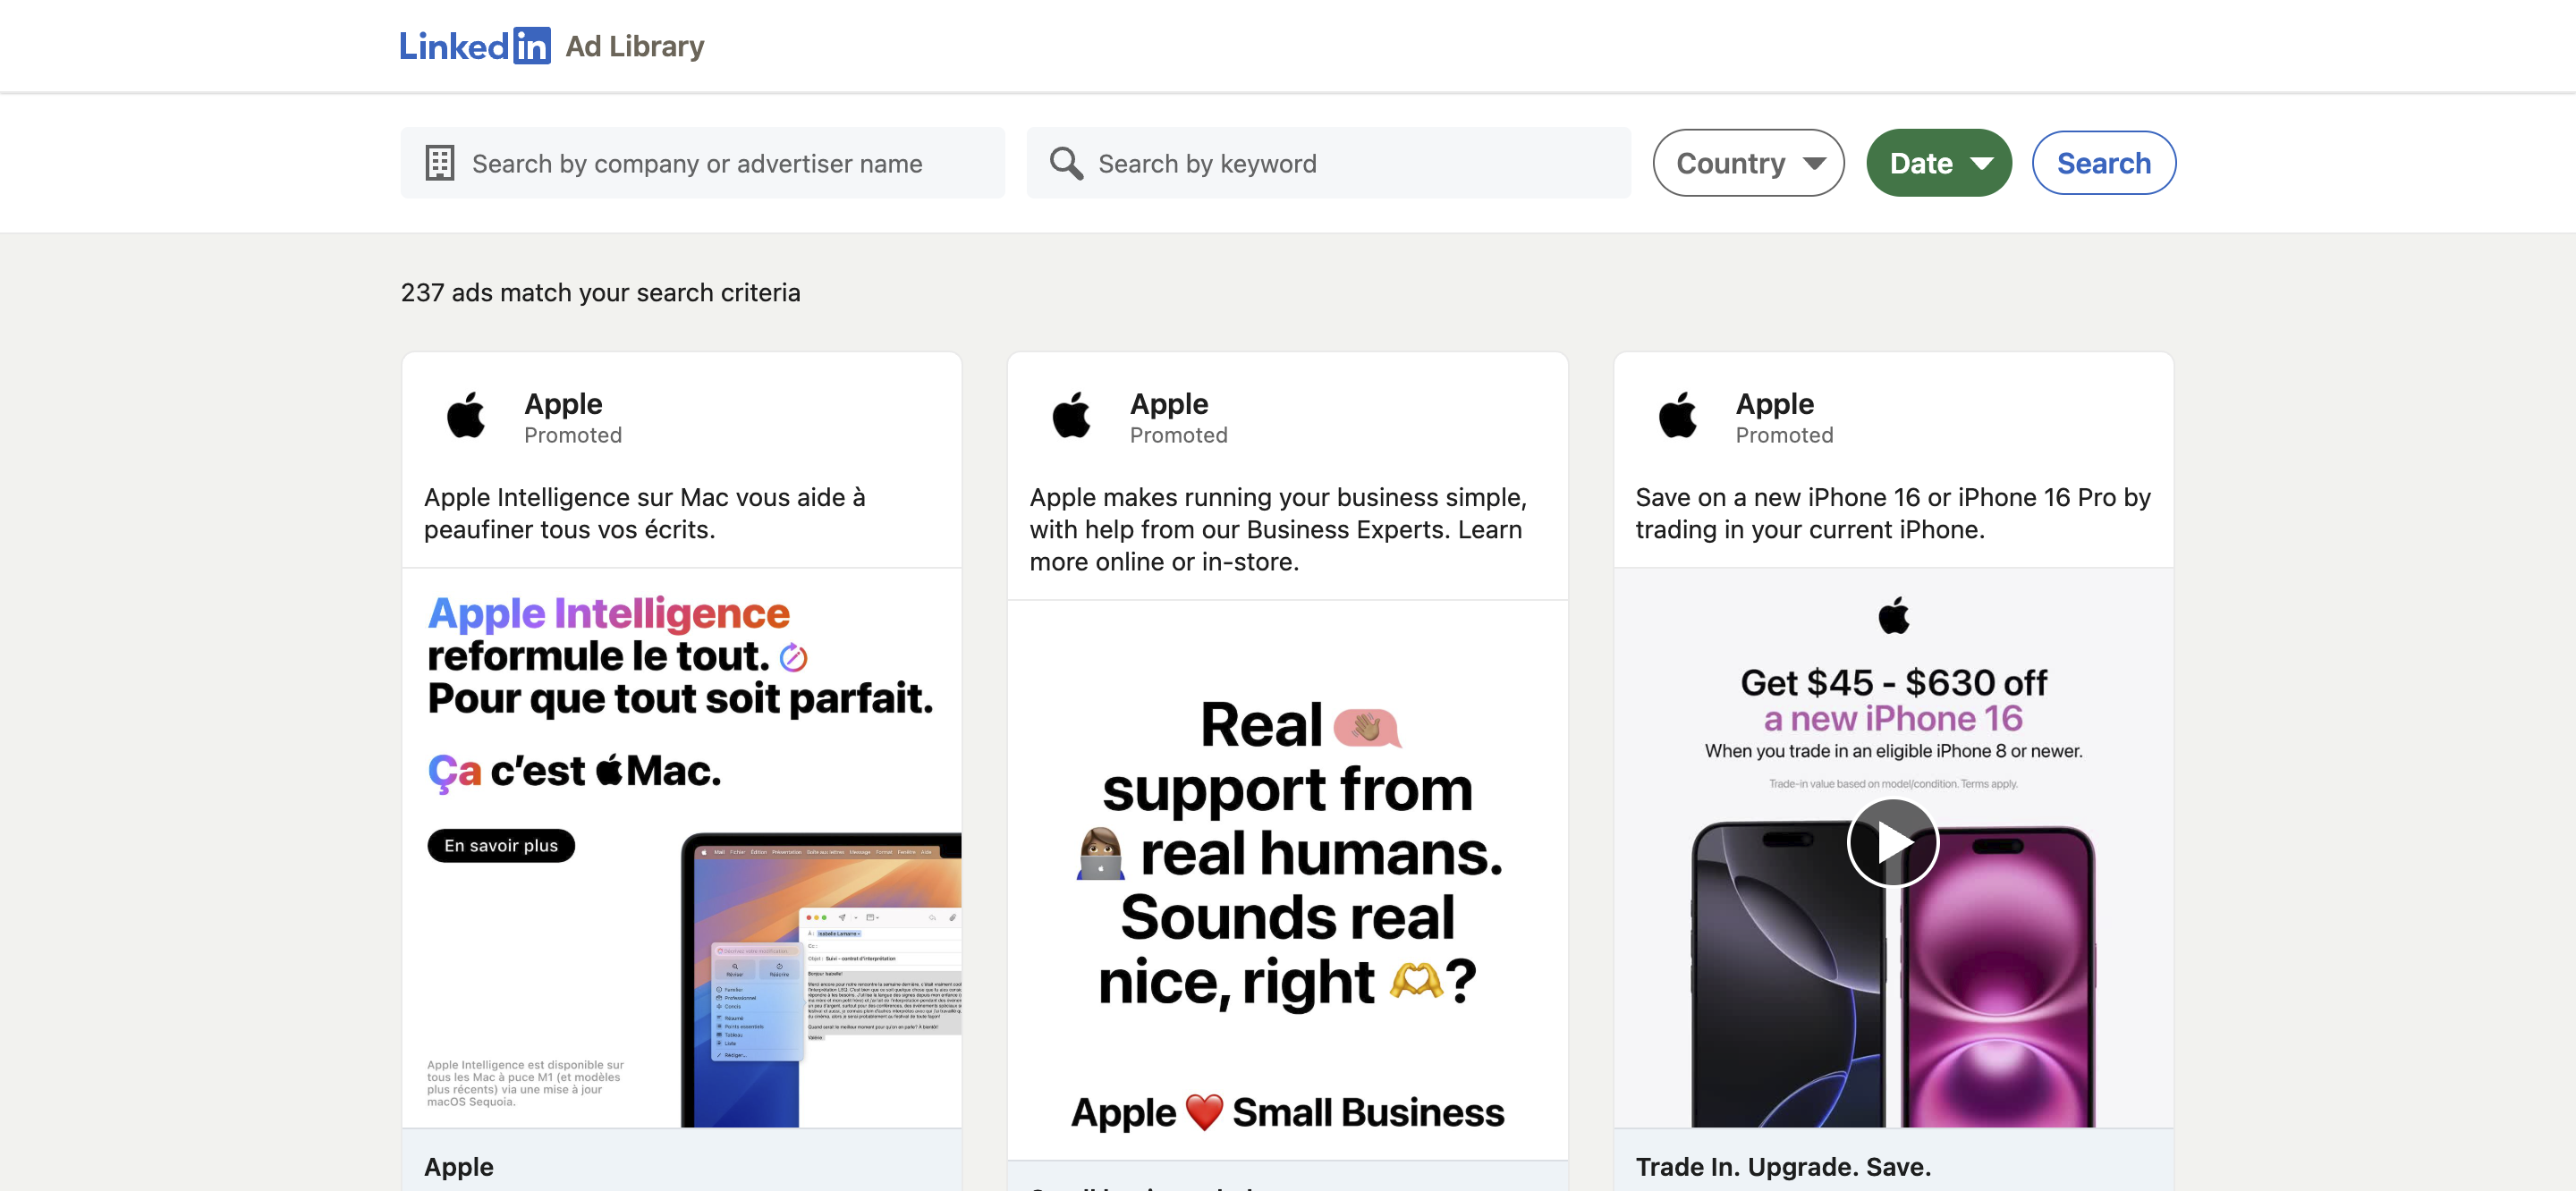 LinkedIn Ad Library
Search by company or advertiser name
Search by keyword
Country
Date
Search
237 ads match your search criteria
Apple
Promoted
Apple Intelligence sur Mac vous aide à
peaufiner tous vos écrits.
Apple Intelligence
reformule le tout.
Pour que tout soit parfait.
Ça c'est Mac.
En savoir plus
Apple Intelligence est disponible sur
tous les Mac à puce M1 (et modèles
plus récents) via une mise à jour
macOS Sequoia.
Apple
Apple
Promoted
Apple makes running your business simple,
with help from our Business Experts. Learn
more online or in-store.
Real 👋🏽
support from
👩🏽‍💻 real humans.
Sounds real
nice, right 🫶?
Apple ❤️ Small Business
Apple
Promoted
Save on a new iPhone 16 or iPhone 16 Pro by
trading in your current iPhone.
Get $45 - $630 off
a new iPhone 16
When you trade in an eligible iPhone 8 or newer.
Trade-in value based on model/condition. Terms apply.
Trade In. Upgrade. Save.